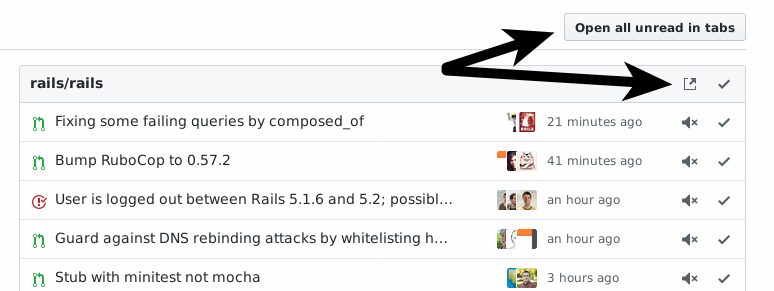 Open all unread in tabs
rails/rails
Fixing some failing queries by composed_of 21 minutes ago
Bump RuboCop to 0.57.2 41 minutes ago
User is logged out between Rails 5.1.6 and 5.2; possibl... an hour ago
Guard against DNS rebinding attacks by whitelisting h... an hour ago
Stub with minitest not mocha 3 hours ago